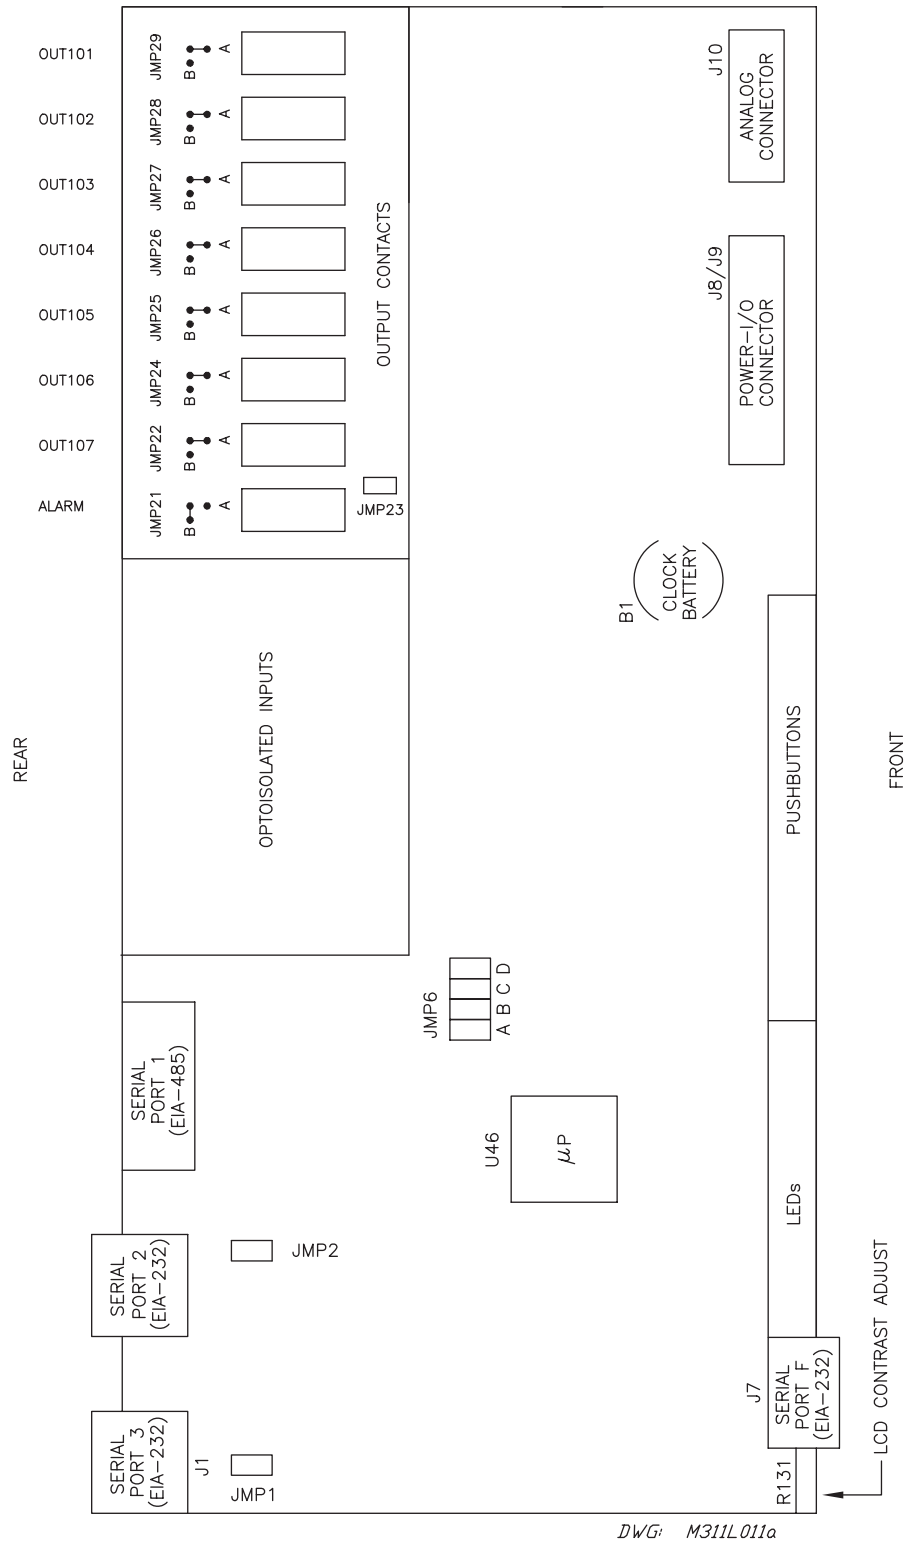 OUT101
JMP29
B
A
OUT102
JMP28
B
A
OUT103
JMP27
B
A
OUT104
JMP26
B
A
OUT105
JMP25
B
A
OUT106
JMP24
B
A
OUT107
JMP22
B
A
ALARM
JMP21
B
A
JMP23
OUTPUT CONTACTS
J10
ANALOG
CONNECTOR
J8/J9
POWER-I/O
CONNECTOR
B1
CLOCK
BATTERY
REAR
OPTOISOLATED INPUTS
PUSHBUTTONS
FRONT
JMP6
A B C D
SERIAL
PORT 1
(EIA-485)
U46
µP
LEDs
SERIAL
PORT 2
(EIA-232)
JMP2
SERIAL
PORT 3
(EIA-232)
J1
JMP1
J7
SERIAL
PORT F
(EIA-232)
R131
LCD CONTRAST ADJUST
DWG: M311L011a